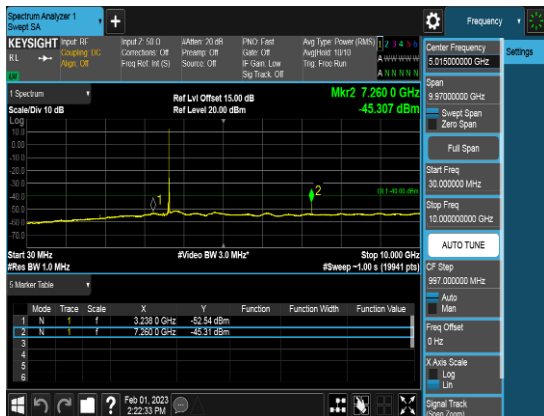 Spectrum Analyzer 1
Swept SA
+
Frequency
KEYSIGHT
RL
Input: RF
Coupling: DC
Align: Off
Input Z: 50 Ω
Corrections: Off
Freq Ref: Int (S)
#Atten: 20 dB
Preamp: Off
Source: Off
PNO: Fast
Gate: Off
IF Gain: Low
Sig Track: Off
Avg Type: Power (RMS)
Avg|Hold: 10/10
Trig: Free Run
1 2 3 4 5 6
A W W W W W
A N N N N N
Center Frequency
5.015000000 GHz
Settings
1 Spectrum
Scale/Div 10 dB
Ref Lvl Offset 15.00 dB
Ref Level 20.00 dBm
Mkr2 7.260 0 GHz
-45.307 dBm
Span
9.97000000 GHz
Swept Span
Zero Span
Full Span
Log
10.0
0.00
-10.0
-20.0
-30.0
-40.0
-50.0
-60.0
-70.0
1
2
DL1 -40.00 dBm
Start Freq
30.000000 MHz
Stop Freq
10.000000000 GHz
AUTO TUNE
Start 30 MHz
#Res BW 1.0 MHz
#Video BW 3.0 MHz*
Stop 10.000 GHz
#Sweep ~1.00 s (19941 pts)
CF Step
997.000000 MHz
Auto
Man
5 Marker Table
Mode Trace Scale X Y Function Function Width Function Value
1 N 1 f 3.238 0 GHz -52.54 dBm
2 N 1 f 7.260 0 GHz -45.31 dBm
3
4
5
6
Freq Offset
0 Hz
X Axis Scale
Log
Lin
Signal Track
(Span Zoom)
?
Feb 01, 2023
2:22:33 PM